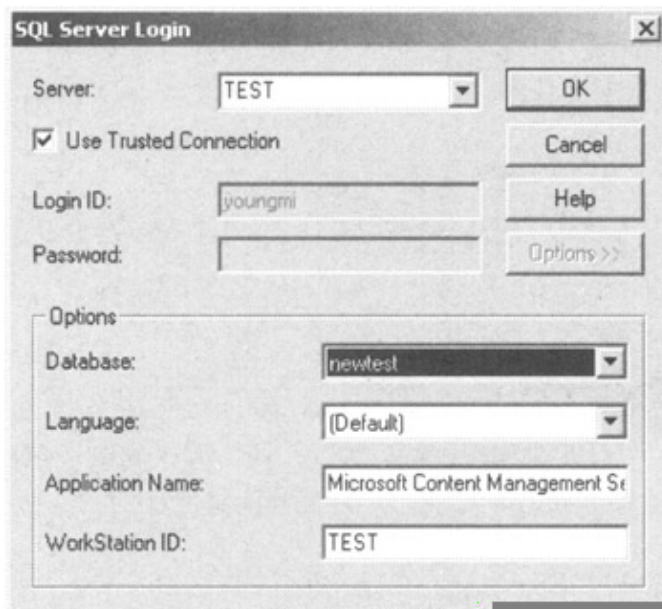 SQL Server Login
Server: TEST OK
Use Trusted Connection Cancel
Login ID: youngmi Help
Password: Options >>
Options
Database: newtest
Language: (Default)
Application Name: Microsoft Content Management Se
WorkStation ID: TEST